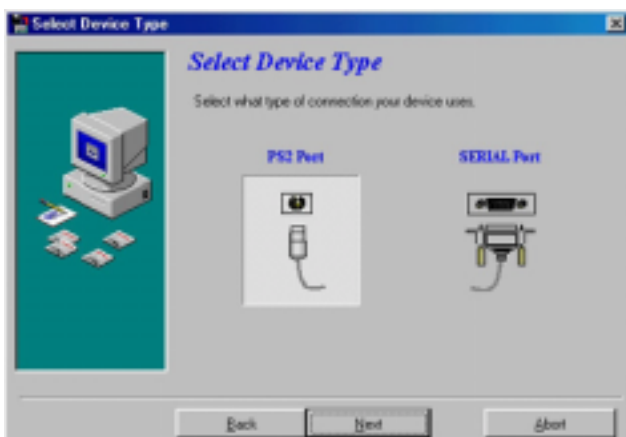 Select Device Type
Select Device Type
Select what type of connection your device uses.
PS2 Port
SERIAL Port
Back
Next
Abort